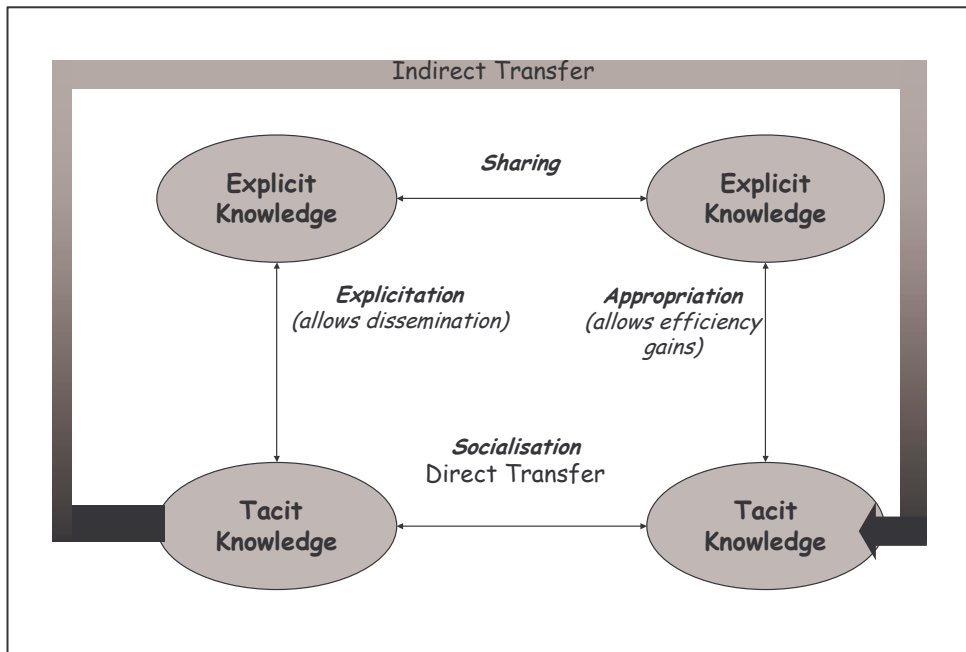 Indirect Transfer
Explicit
Knowledge
Sharing
Explicit
Knowledge
Explicitation
(allows dissemination)
Appropriation
(allows efficiency
gains)
Socialisation
Direct Transfer
Tacit
Knowledge
Tacit
Knowledge